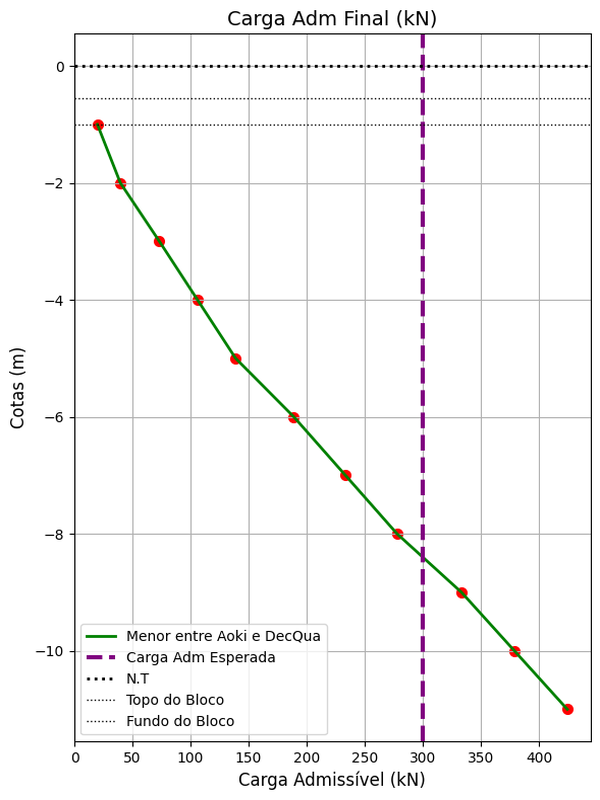 Carga Adm Final (kN)
0
−2
−4
−6
−8
−10
Cotas (m)
Menor entre Aoki e DecQua
Carga Adm Esperada
N.T
Topo do Bloco
Fundo do Bloco
0 50 100 150 200 250 300 350 400
Carga Admissível (kN)